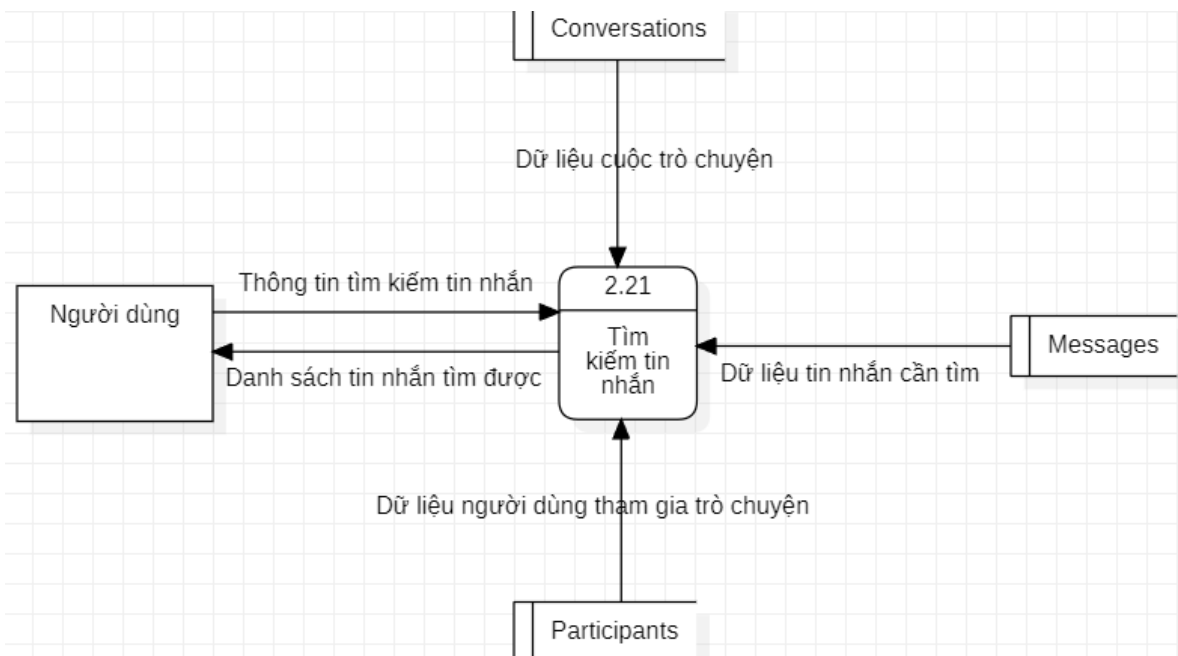 Conversations
Dữ liệu cuộc trò chuyện
Thông tin tìm kiếm tin nhắn
2.21
Người dùng
Tìm
kiếm tin
nhắn
Messages
Danh sách tin nhắn tìm được
Dữ liệu tin nhắn cần tìm
Dữ liệu người dùng tham gia trò chuyện
Participants